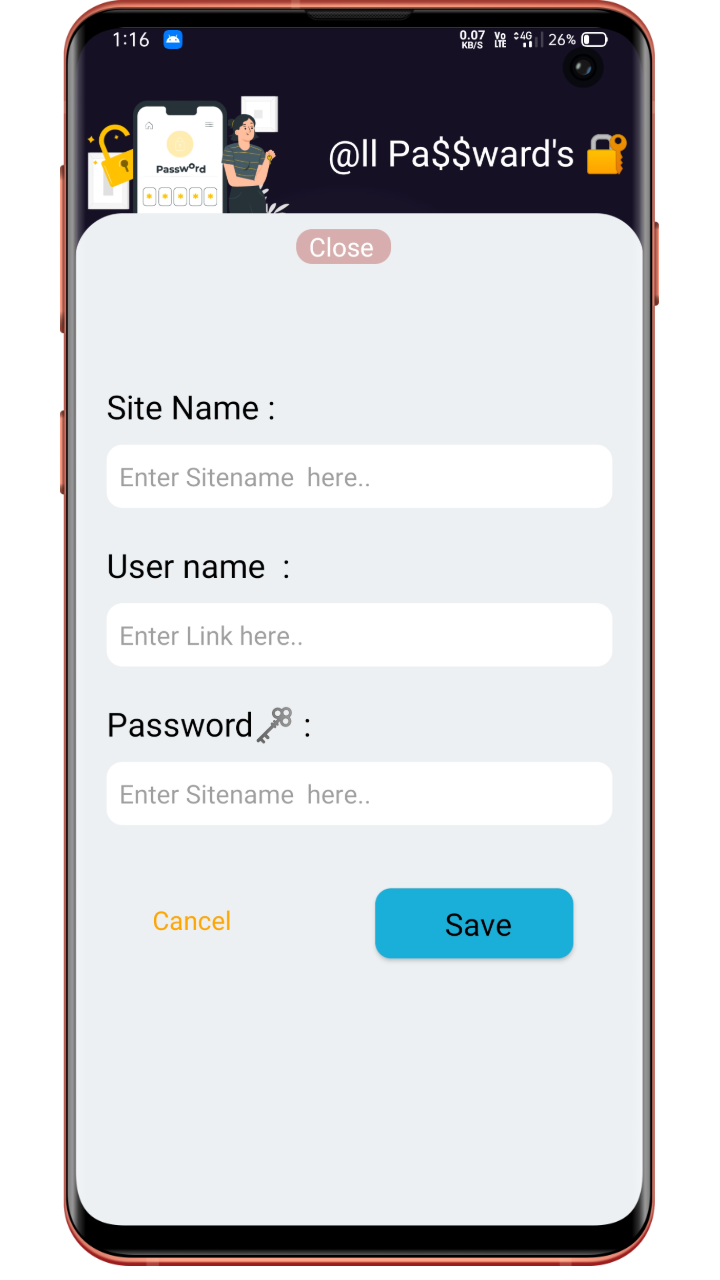 1:16 0.07 KB/S Vo LTE 4G 26%
@ll Pa$$ward's
Passw0rd
* * * * *
Close
Site Name :
Enter Sitename  here..
User name  :
Enter Link here..
Password :
Enter Sitename  here..
Cancel Save